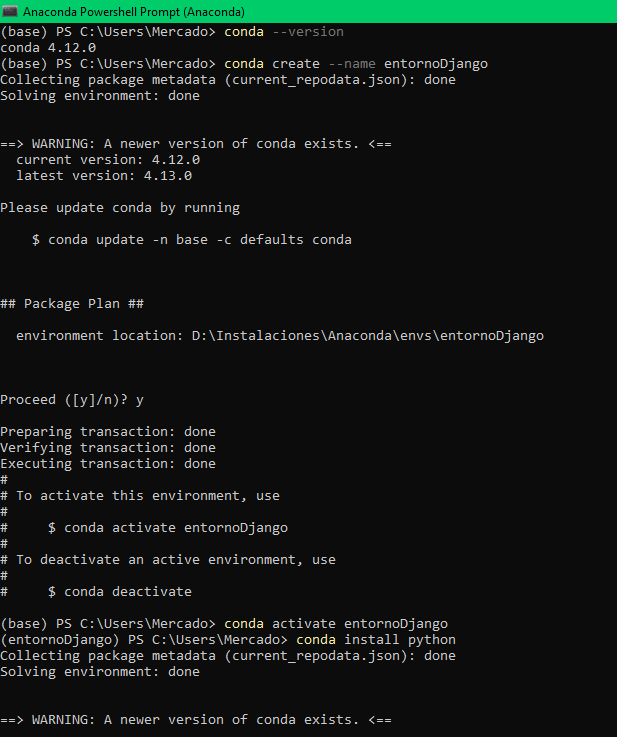 Anaconda Powershell Prompt (Anaconda)
(base) PS C:\Users\Mercado> conda --version
conda 4.12.0
(base) PS C:\Users\Mercado> conda create --name entornoDjango
Collecting package metadata (current_repodata.json): done
Solving environment: done
==> WARNING: A newer version of conda exists. <==
  current version: 4.12.0
  latest version: 4.13.0
Please update conda by running
    $ conda update -n base -c defaults conda
## Package Plan ##
  environment location: D:\Instalaciones\Anaconda\envs\entornoDjango
Proceed ([y]/n)? y
Preparing transaction: done
Verifying transaction: done
Executing transaction: done
#
# To activate this environment, use
#
#     $ conda activate entornoDjango
#
# To deactivate an active environment, use
#
#     $ conda deactivate
(base) PS C:\Users\Mercado> conda activate entornoDjango
(entornoDjango) PS C:\Users\Mercado> conda install python
Collecting package metadata (current_repodata.json): done
Solving environment: done
==> WARNING: A newer version of conda exists. <==